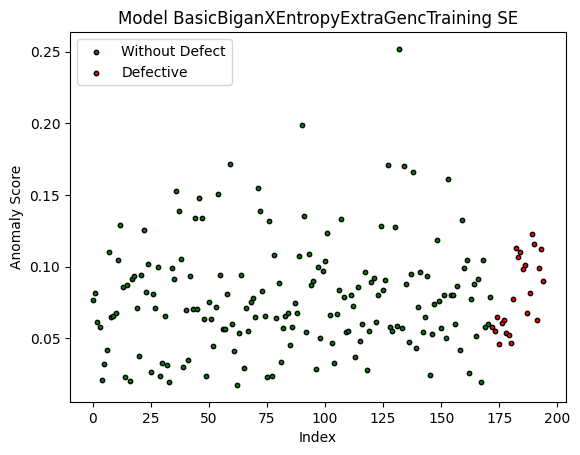 Model BasicBiganXEntropyExtraGencTraining SE
Without Defect
Defective
0.25
0.20
0.15
0.10
0.05
Anomaly Score
0
25
50
75
100
125
150
175
200
Index